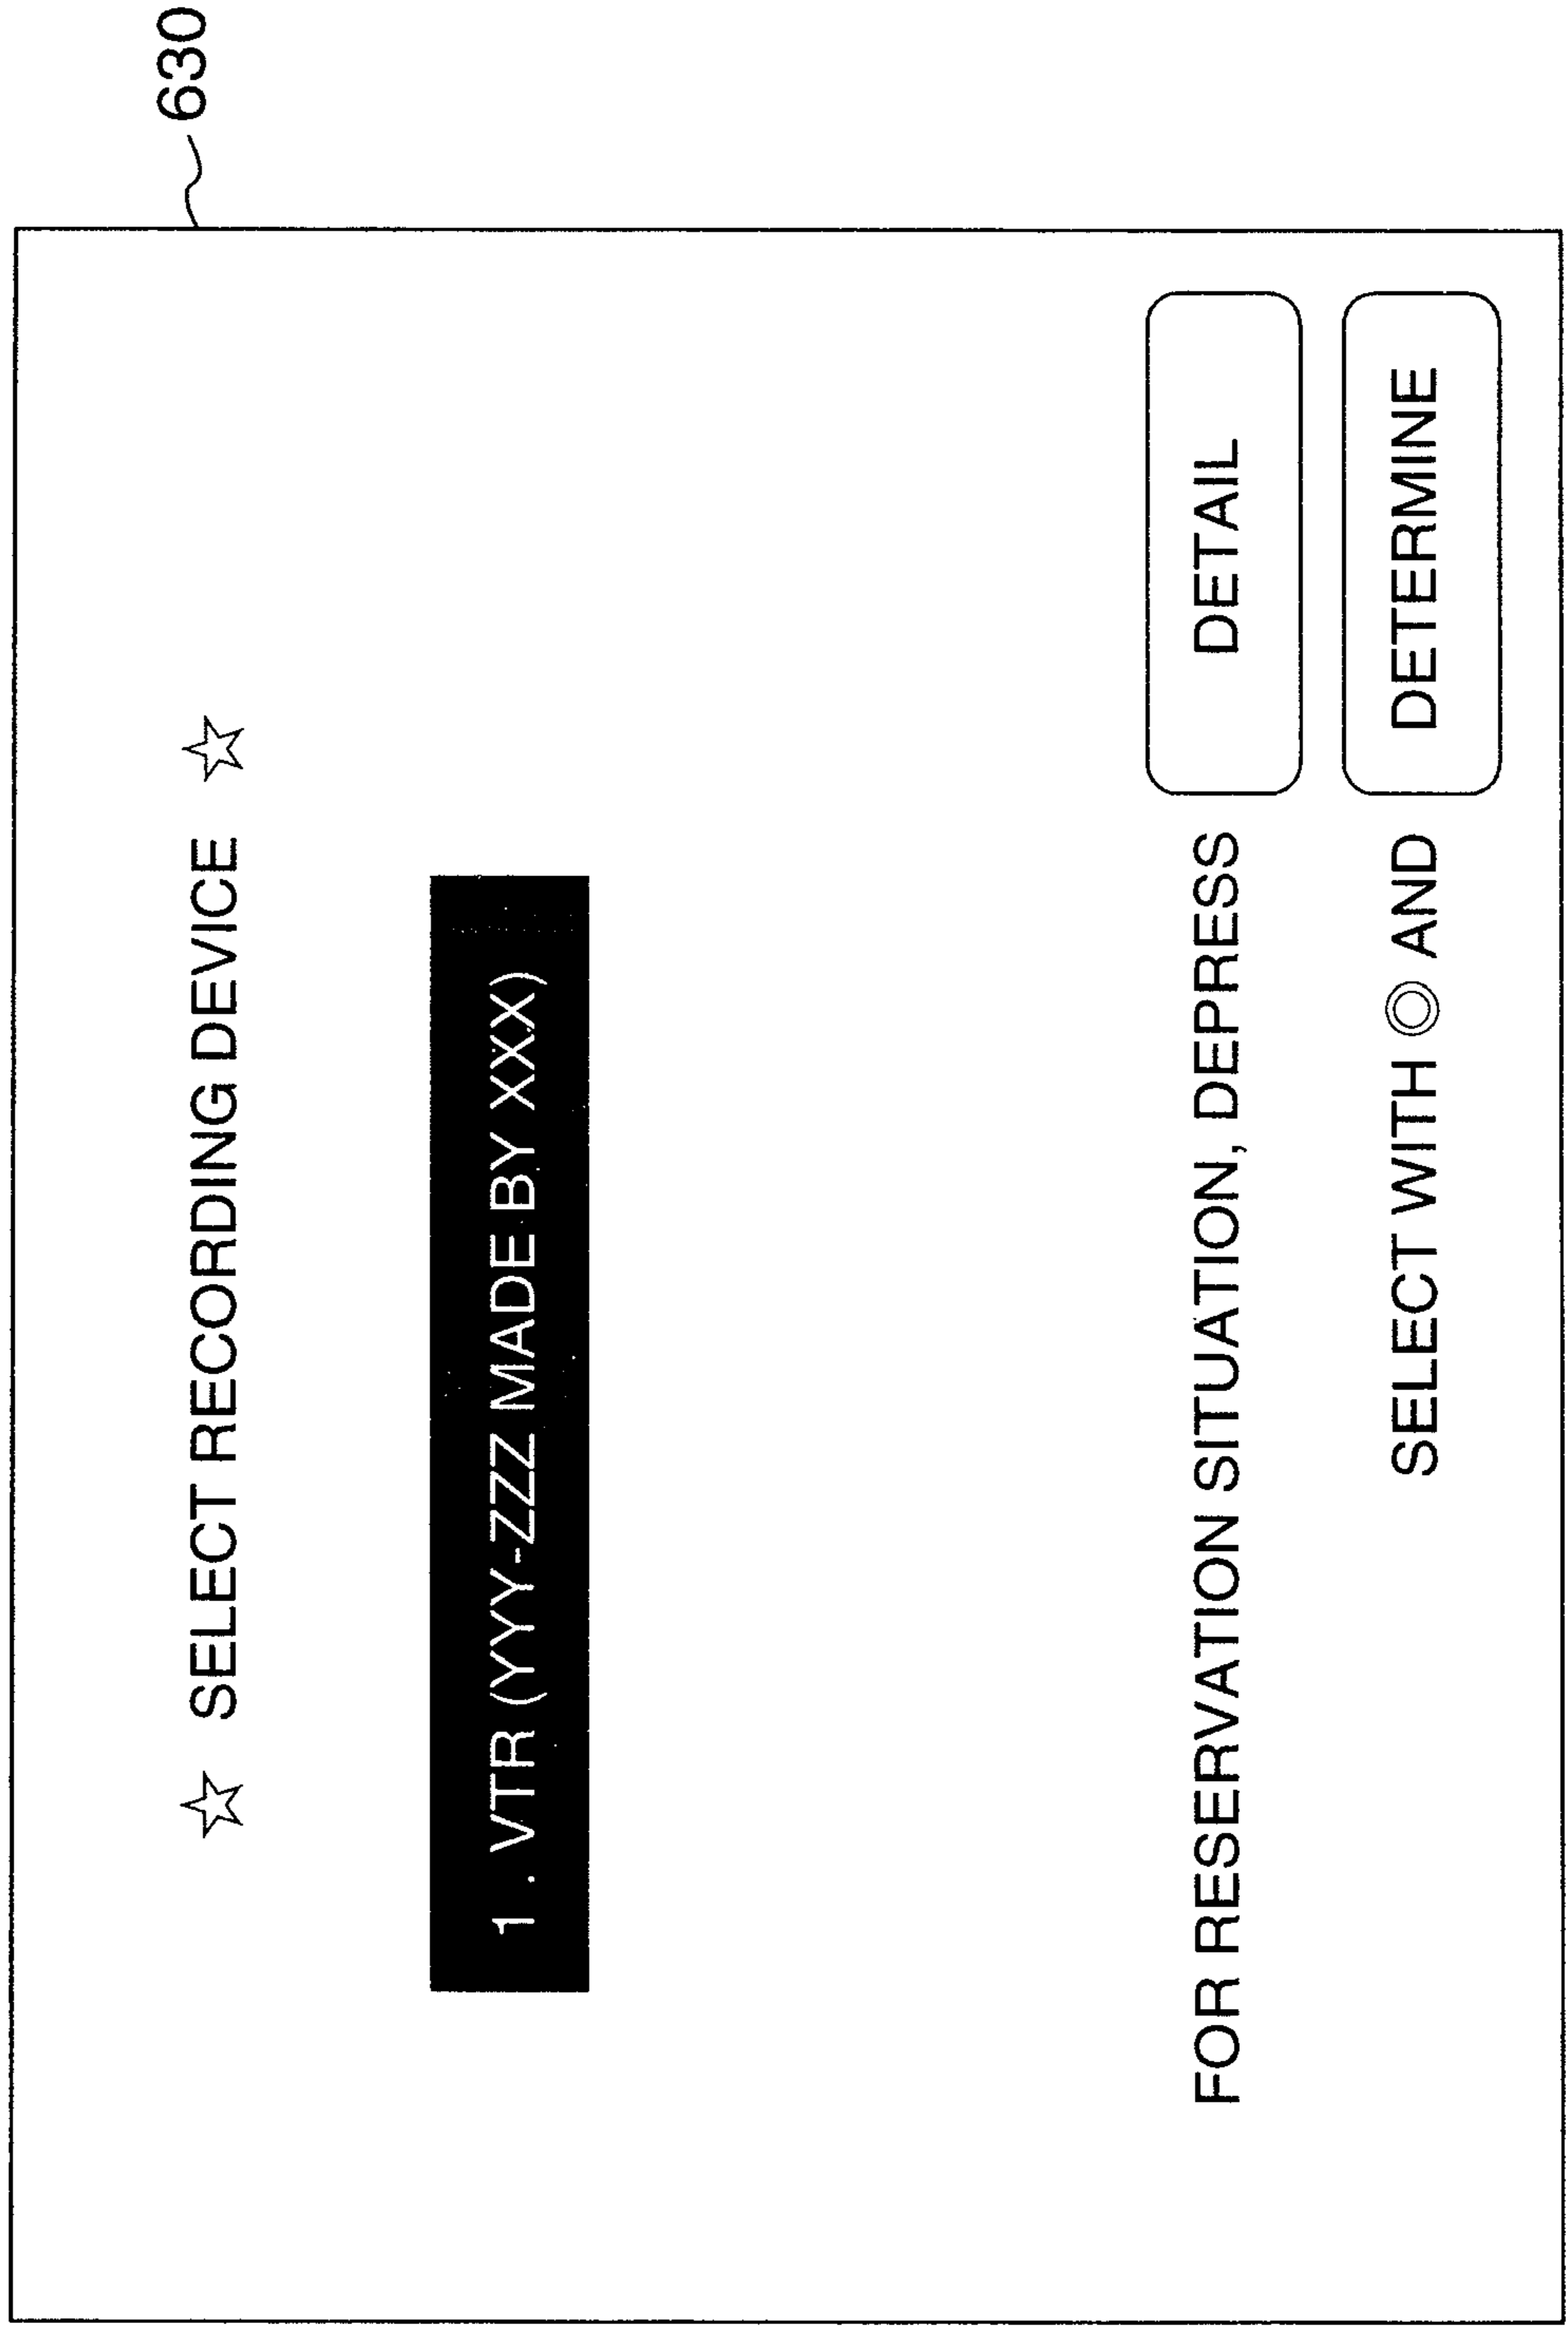 630
☆ SELECT RECORDING DEVICE ☆
1 . VTR (YYY-ZZZ MADE BY XXX)
FOR RESERVATION SITUATION, DEPRESS DETAIL
SELECT WITH ◎ AND DETERMINE